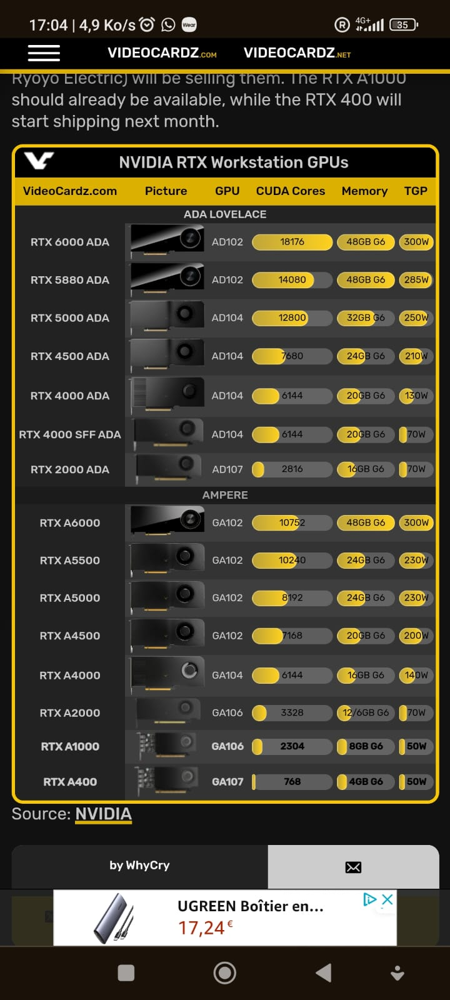 17:04 | 4,9 Ko/s Wear R 4G+ 35
VIDEOCARDZ.COM VIDEOCARDZ.NET
Ryoyo Electric) will be selling them. The RTX A1000
should already be available, while the RTX 400 will
start shipping next month.
NVIDIA RTX Workstation GPUs
VideoCardz.com Picture GPU CUDA Cores Memory TGP
ADA LOVELACE
RTX 6000 ADA AD102 18176 48GB G6 300W
RTX 5880 ADA AD102 14080 48GB G6 285W
RTX 5000 ADA AD104 12800 32GB G6 250W
RTX 4500 ADA AD104 7680 24GB G6 210W
RTX 4000 ADA AD104 6144 20GB G6 130W
RTX 4000 SFF ADA AD104 6144 20GB G6 70W
RTX 2000 ADA AD107 2816 16GB G6 70W
AMPERE
RTX A6000 GA102 10752 48GB G6 300W
RTX A5500 GA102 10240 24GB G6 230W
RTX A5000 GA102 8192 24GB G6 230W
RTX A4500 GA102 7168 20GB G6 200W
RTX A4000 GA104 6144 16GB G6 140W
RTX A2000 GA106 3328 12/6GB G6 70W
RTX A1000 GA106 2304 8GB G6 50W
RTX A400 GA107 768 4GB G6 50W
Source: NVIDIA
by WhyCry
UGREEN Boîtier en...
17,24€